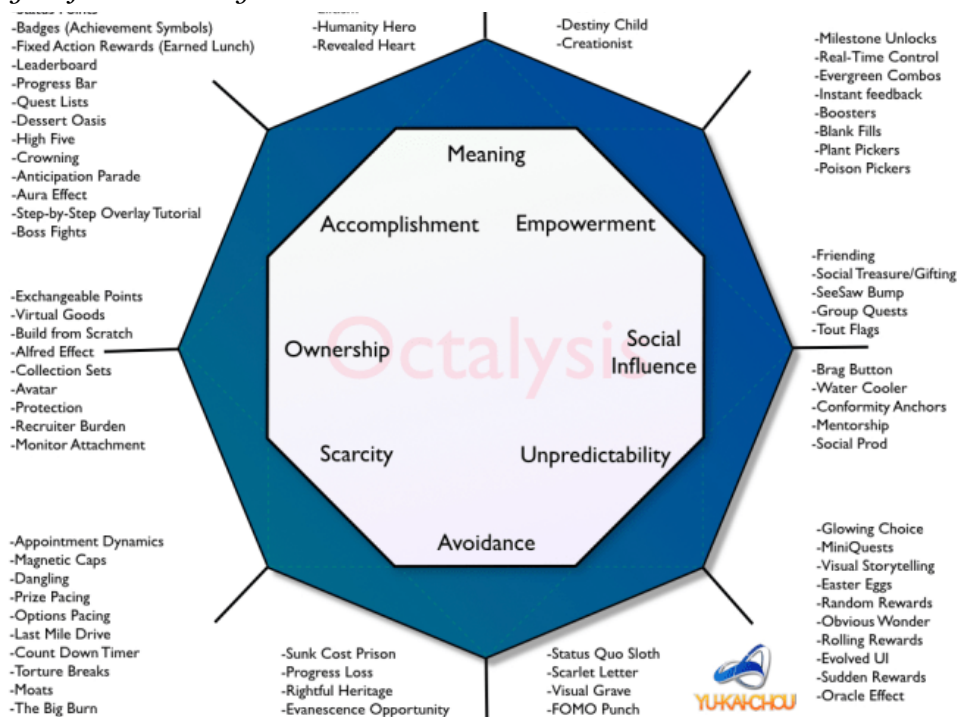 -Status Points
-Badges (Achievement Symbols)
-Fixed Action Rewards (Earned Lunch)
-Leaderboard
-Progress Bar
-Quest Lists
-Dessert Oasis
-High Five
-Crowning
-Anticipation Parade
-Aura Effect
-Step-by-Step Overlay Tutorial
-Boss Fights
-Humanity Hero
-Revealed Heart
-Destiny Child
-Creationist
-Milestone Unlocks
-Real-Time Control
-Evergreen Combos
-Instant feedback
-Boosters
-Blank Fills
-Plant Pickers
-Poison Pickers
Meaning
Accomplishment
Empowerment
Ownership
Octalysis
Social
Influence
Scarcity
Unpredictability
Avoidance
-Exchangeable Points
-Virtual Goods
-Build from Scratch
-Alfred Effect
-Collection Sets
-Avatar
-Protection
-Recruiter Burden
-Monitor Attachment
-Friending
-Social Treasure/Gifting
-SeeSaw Bump
-Group Quests
-Tout Flags
-Brag Button
-Water Cooler
-Conformity Anchors
-Mentorship
-Social Prod
-Appointment Dynamics
-Magnetic Caps
-Dangling
-Prize Pacing
-Options Pacing
-Last Mile Drive
-Count Down Timer
-Torture Breaks
-Moats
-The Big Burn
-Sunk Cost Prison
-Progress Loss
-Rightful Heritage
-Evanescence Opportunity
-Status Quo Sloth
-Scarlet Letter
-Visual Grave
-FOMO Punch
-Glowing Choice
-MiniQuests
-Visual Storytelling
-Easter Eggs
-Random Rewards
-Obvious Wonder
-Rolling Rewards
-Evolved UI
-Sudden Rewards
-Oracle Effect
YU-KAI-CHOU